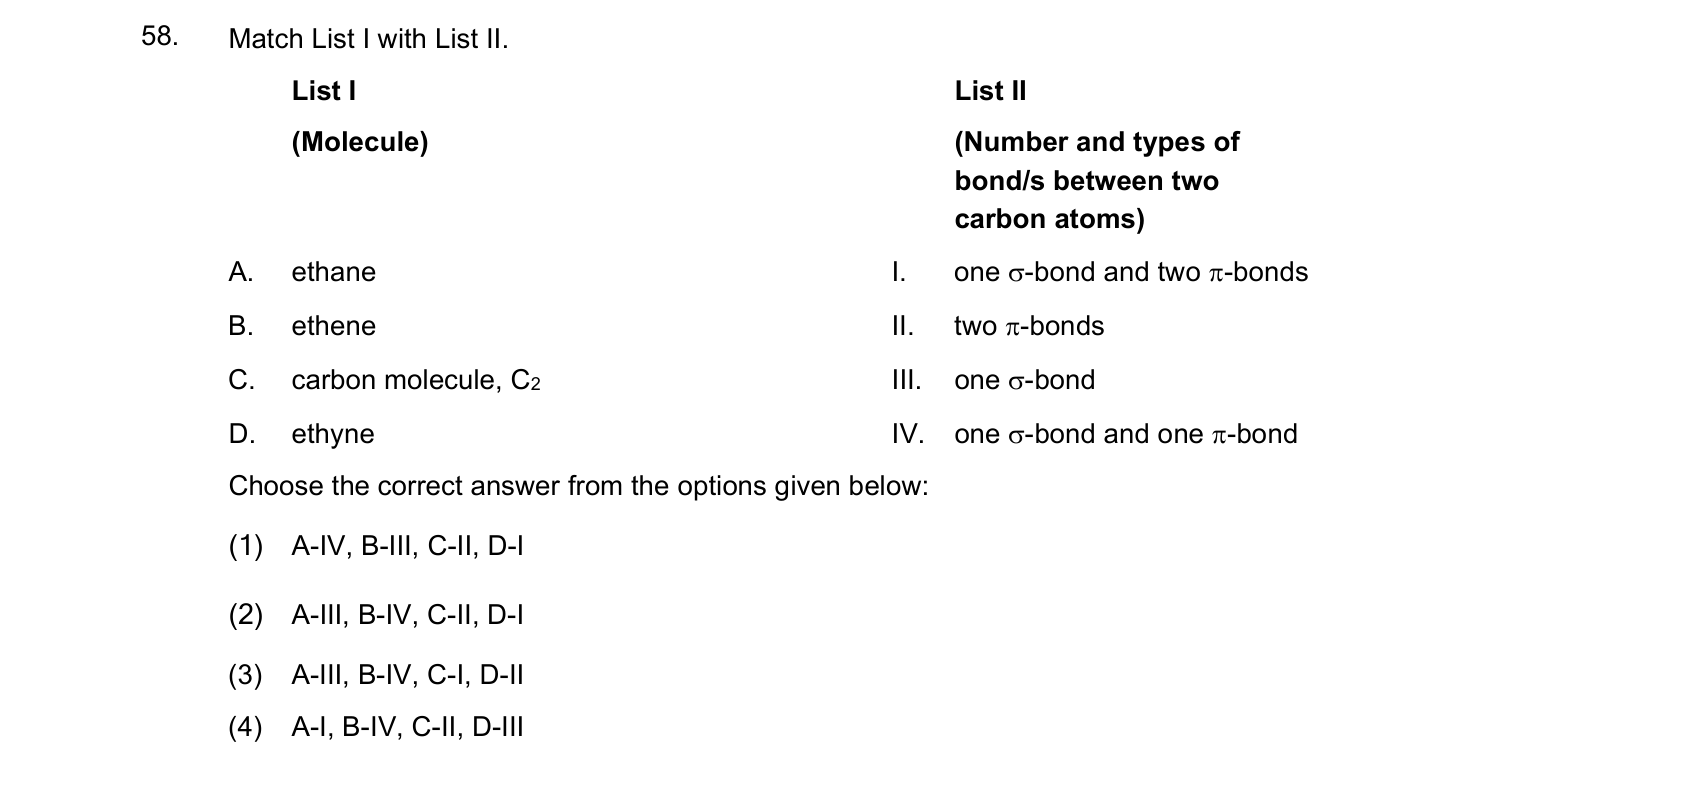 58. Match List I with List II.
List I List II
(Molecule) (Number and types of
bond/s between two
carbon atoms)
A. ethane I. one σ-bond and two π-bonds
B. ethene II. two π-bonds
C. carbon molecule, C₂ III. one σ-bond
D. ethyne IV. one σ-bond and one π-bond
Choose the correct answer from the options given below:
(1) A-IV, B-III, C-II, D-I
(2) A-III, B-IV, C-II, D-I
(3) A-III, B-IV, C-I, D-II
(4) A-I, B-IV, C-II, D-III